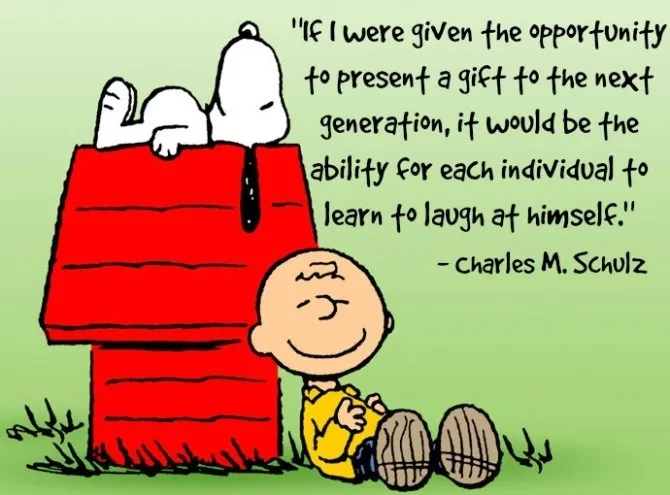 "If I were given the opportunity
to present a gift to the next
generation, it would be the
ability for each individual to
learn to laugh at himself."
- Charles M. Schulz